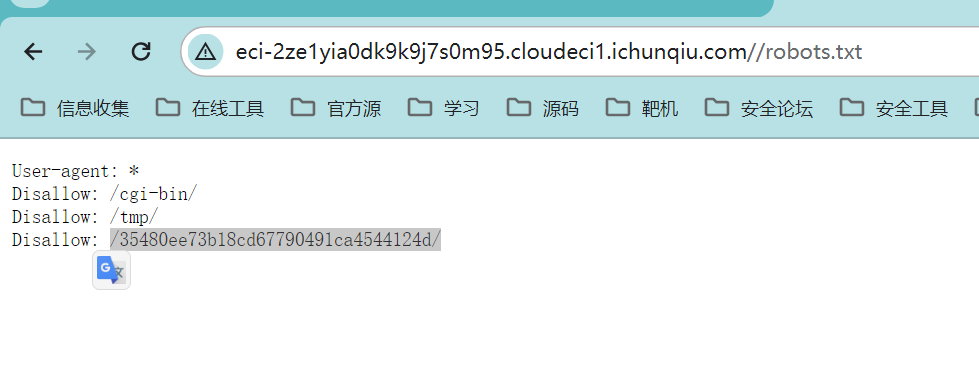 eci-2ze1yia0dk9k9j7s0m95.cloudeci1.ichunqiu.com//robots.txt
信息收集 在线工具 官方源 学习 源码 靶机 安全论坛 安全工具
User-agent: *
Disallow: /cgi-bin/
Disallow: /tmp/
Disallow: /35480ee73b18cd67790491ca4544124d/
G 文